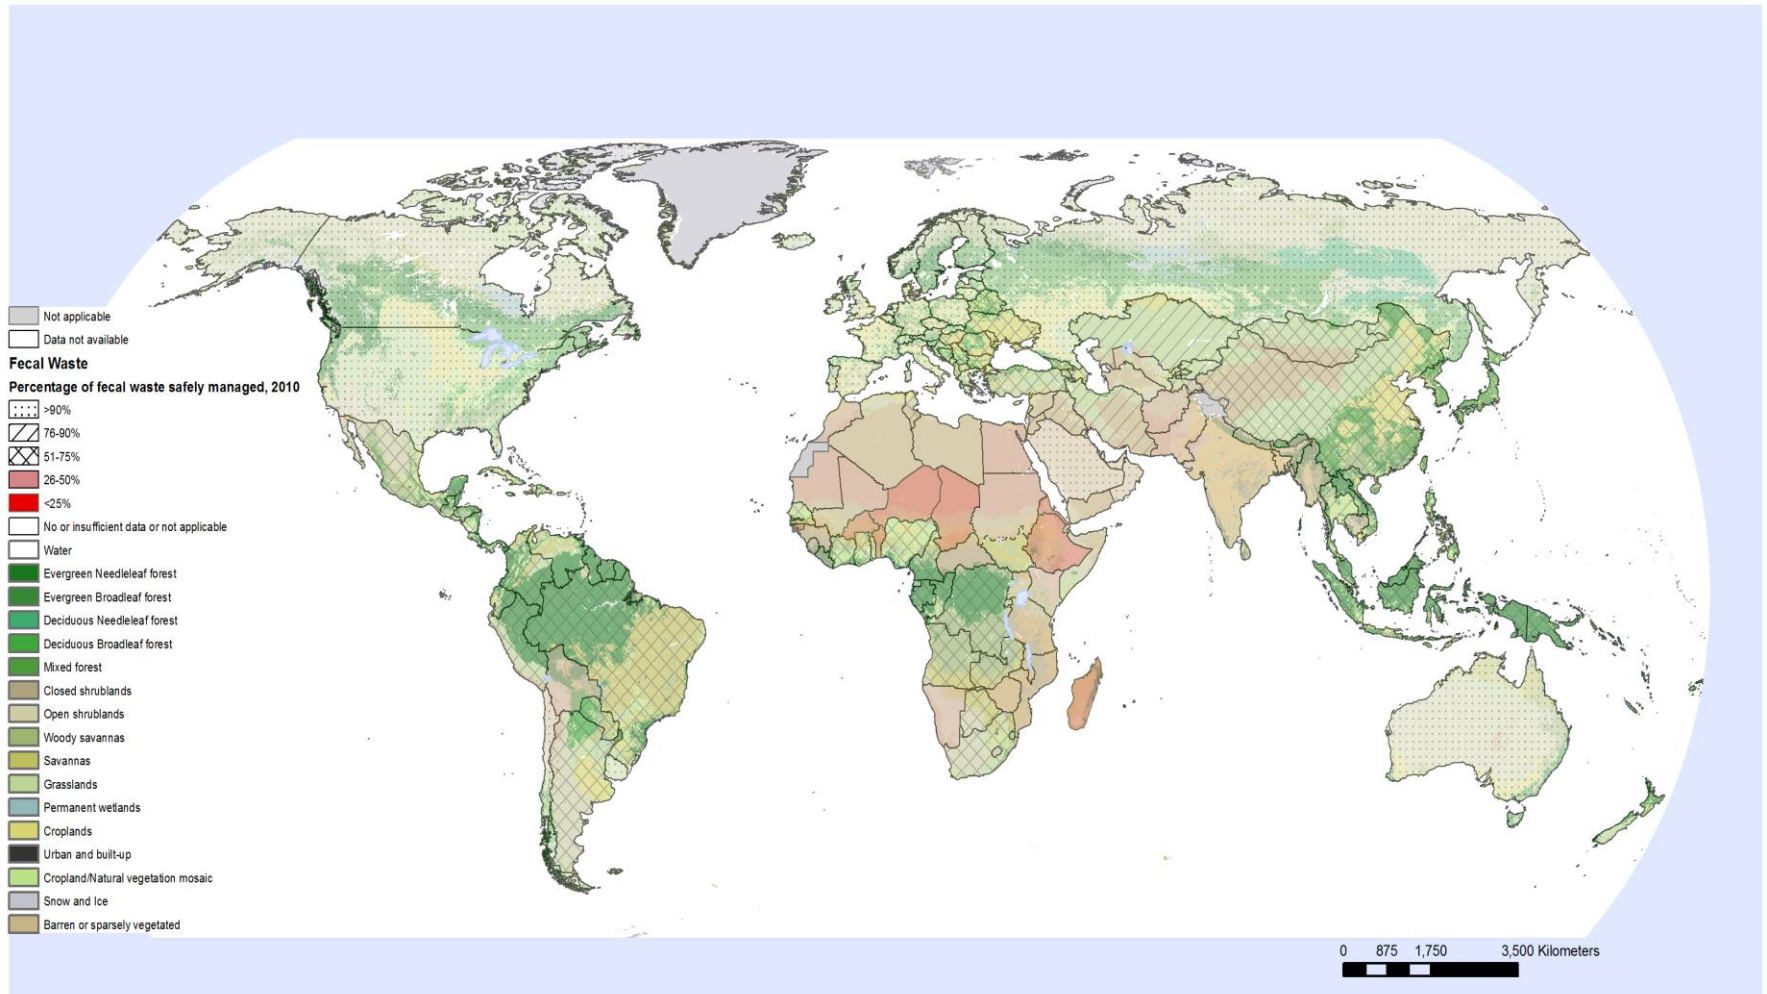 Not applicable
Data not available
Fecal Waste
Percentage of fecal waste safely managed, 2010
>90%
76-90%
51-75%
26-50%
<25%
No or insufficient data or not applicable
Water
Evergreen Needleleaf forest
Evergreen Broadleaf forest
Deciduous Needleleaf forest
Deciduous Broadleaf forest
Mixed forest
Closed shrublands
Open shrublands
Woody savannas
Savannas
Grasslands
Permanent wetlands
Croplands
Urban and built-up
Cropland/Natural vegetation mosaic
Snow and Ice
Barren or sparsely vegetated
0 875 1,750 3,500 Kilometers